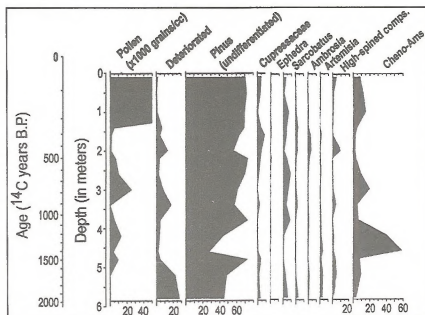 Pollen (x1000 grains/cc)
Deteriorated
Pinus (undifferentiated)
Cupressaceae
Ephedra
Sarcobatus
Ambrosia
Artemisia
High-spined comps.
Cheno-Ams
Age (14C years B.P.)
0
500
1000
1500
2000
Depth (in meters)
0
1
2
3
4
5
6
20 40
20
20 40 60
20
20 40 60